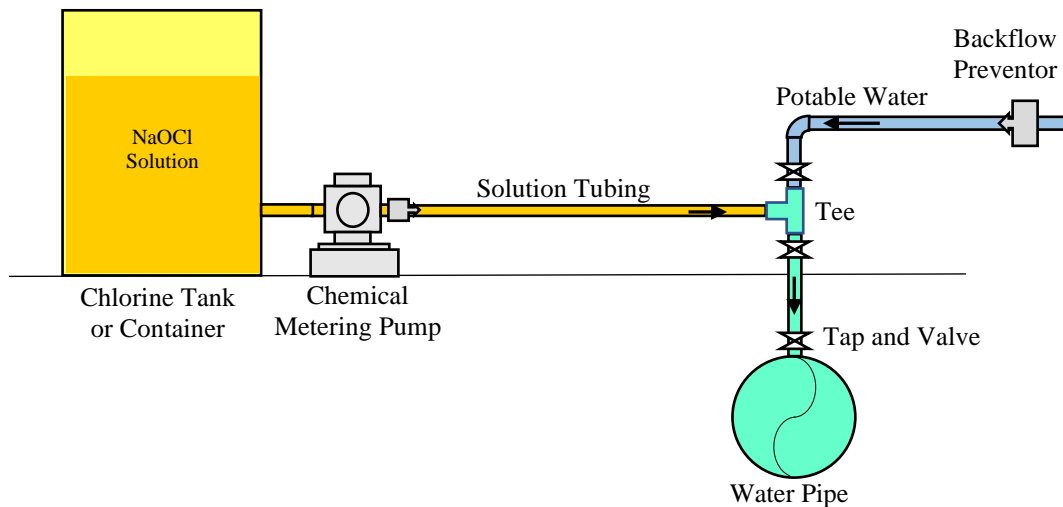 Backflow
Preventor
Potable Water
NaOCl
Solution
Solution Tubing
Tee
Chlorine Tank
or Container
Chemical
Metering Pump
Tap and Valve
Water Pipe